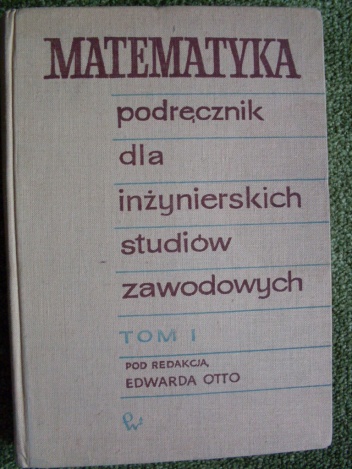 MATEMATYKA
podręcznik
dla
inżynierskich
studiów
zawodowych
TOM I
POD REDAKCJĄ
EDWARDA OTTO